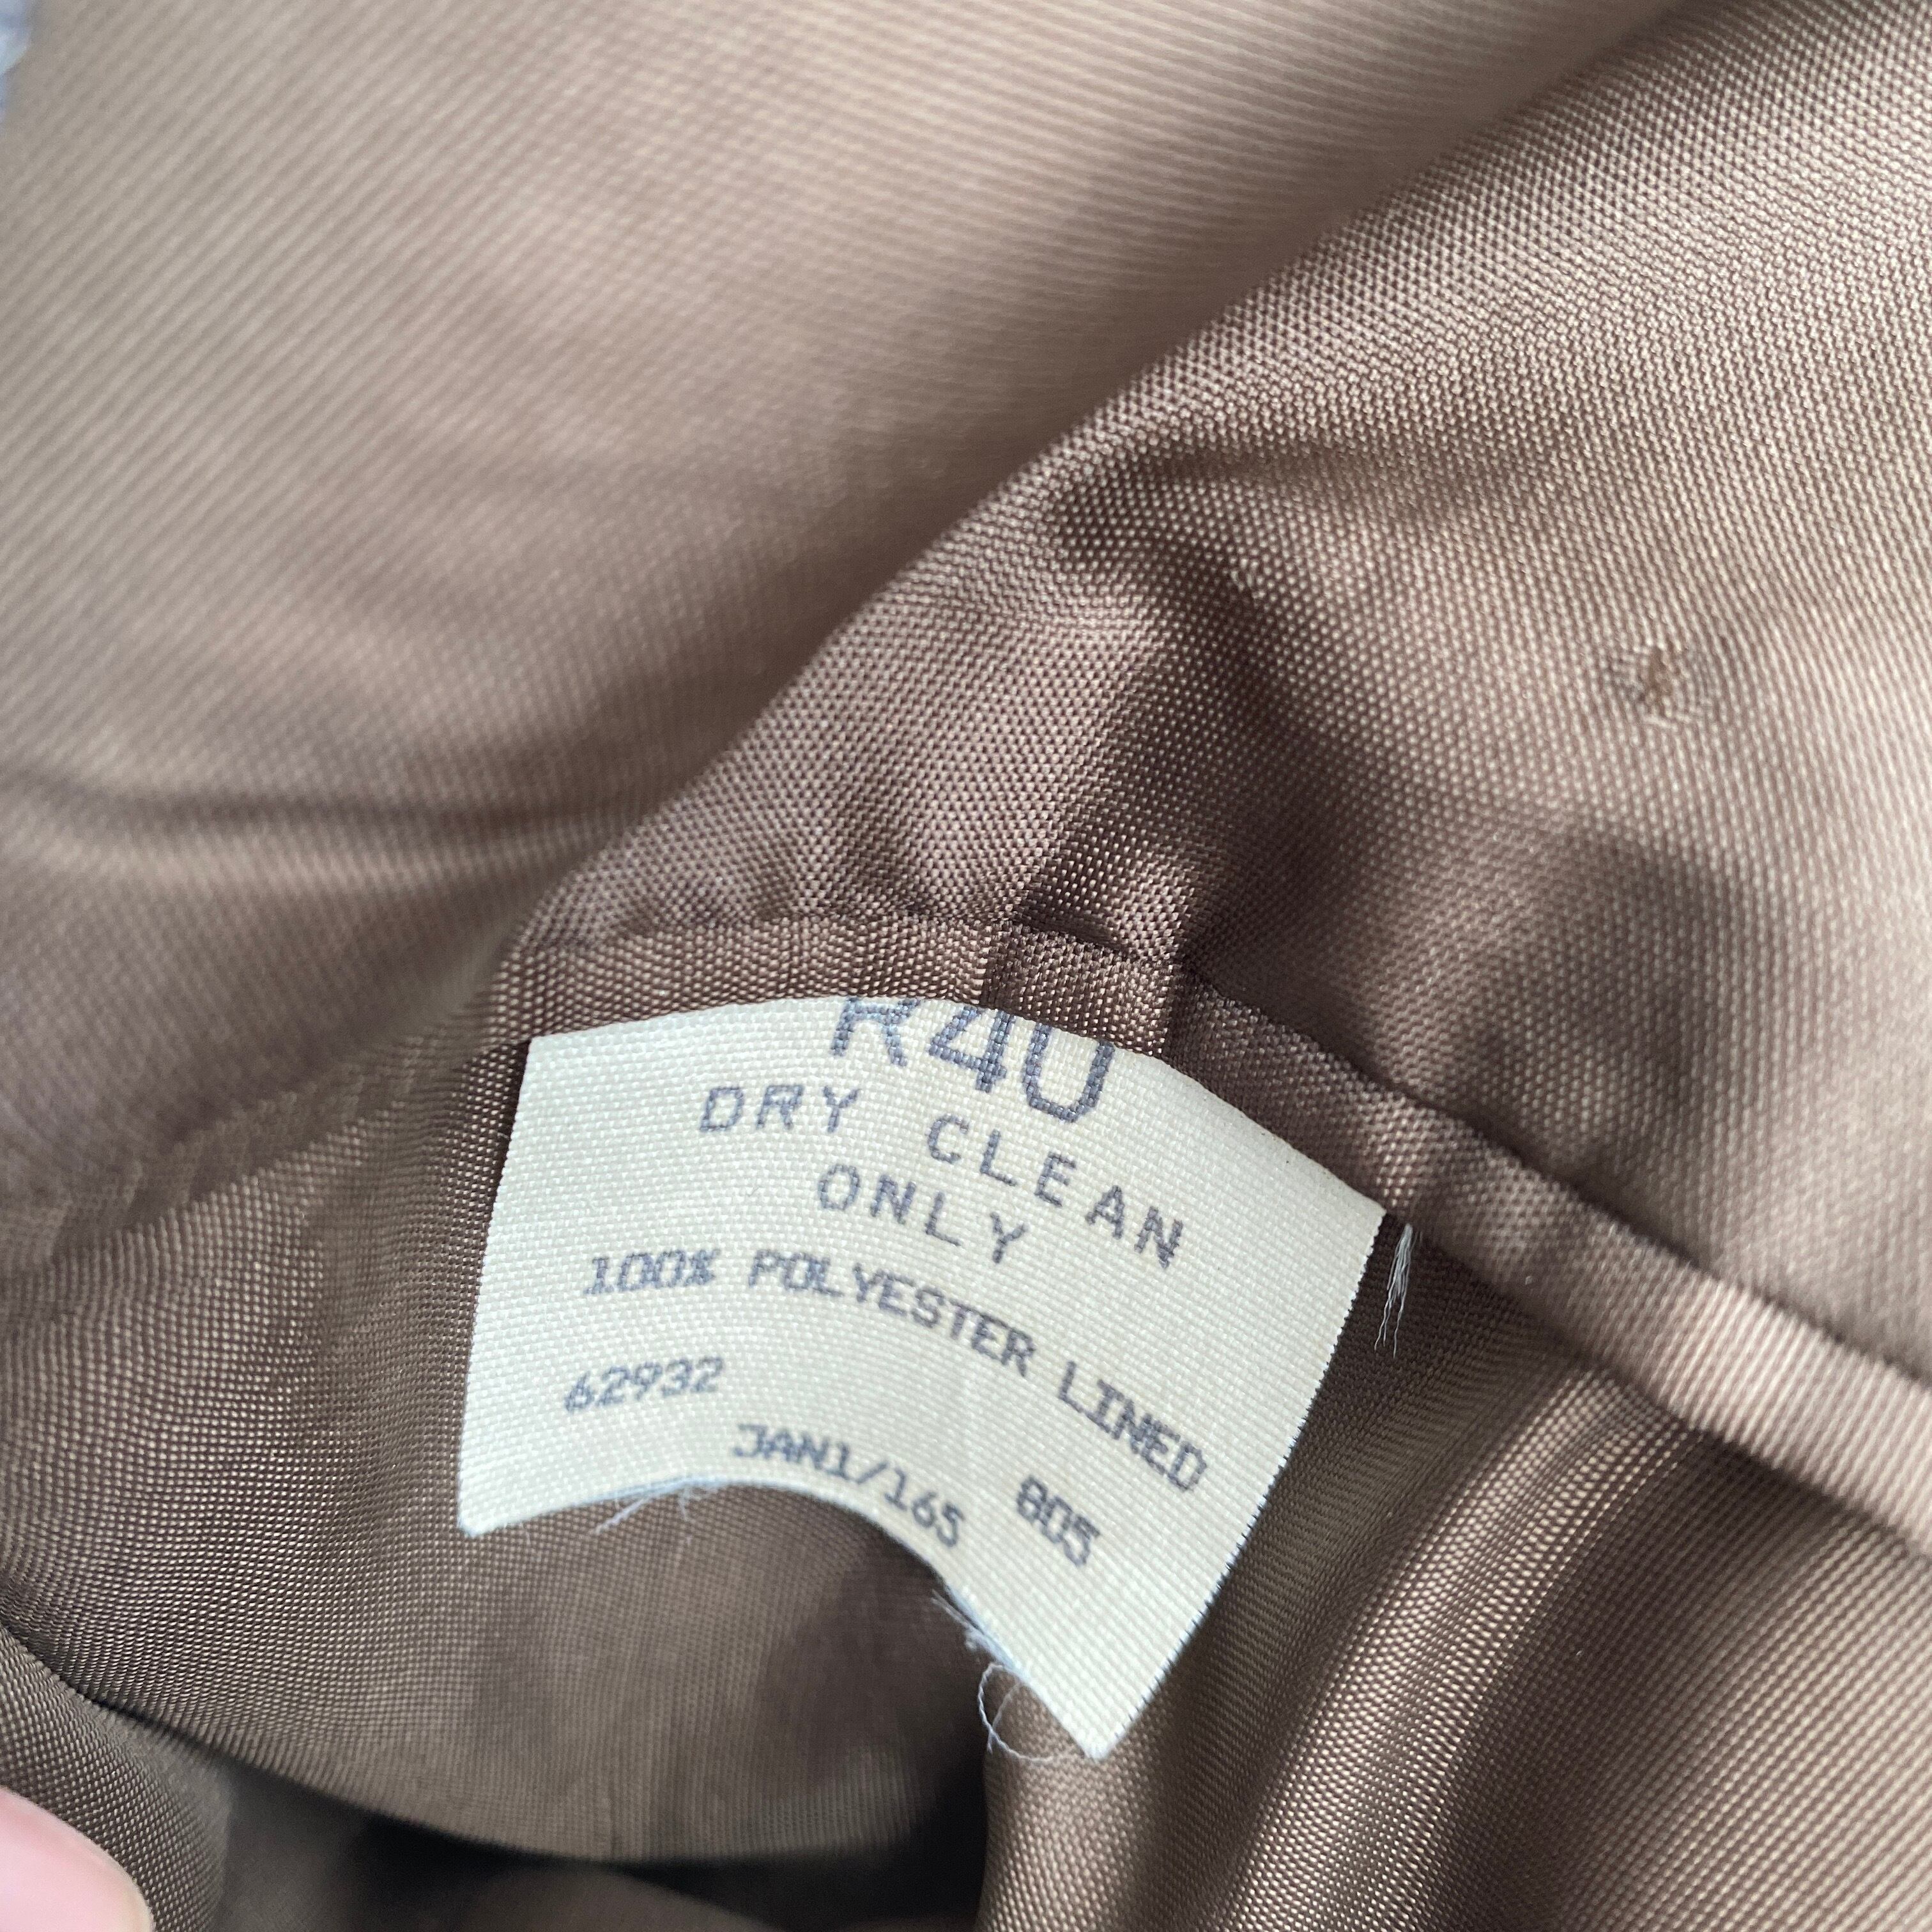 R40
DRY CLEAN
ONLY
100% POLYESTER LINED
62932 805
JAN1/165